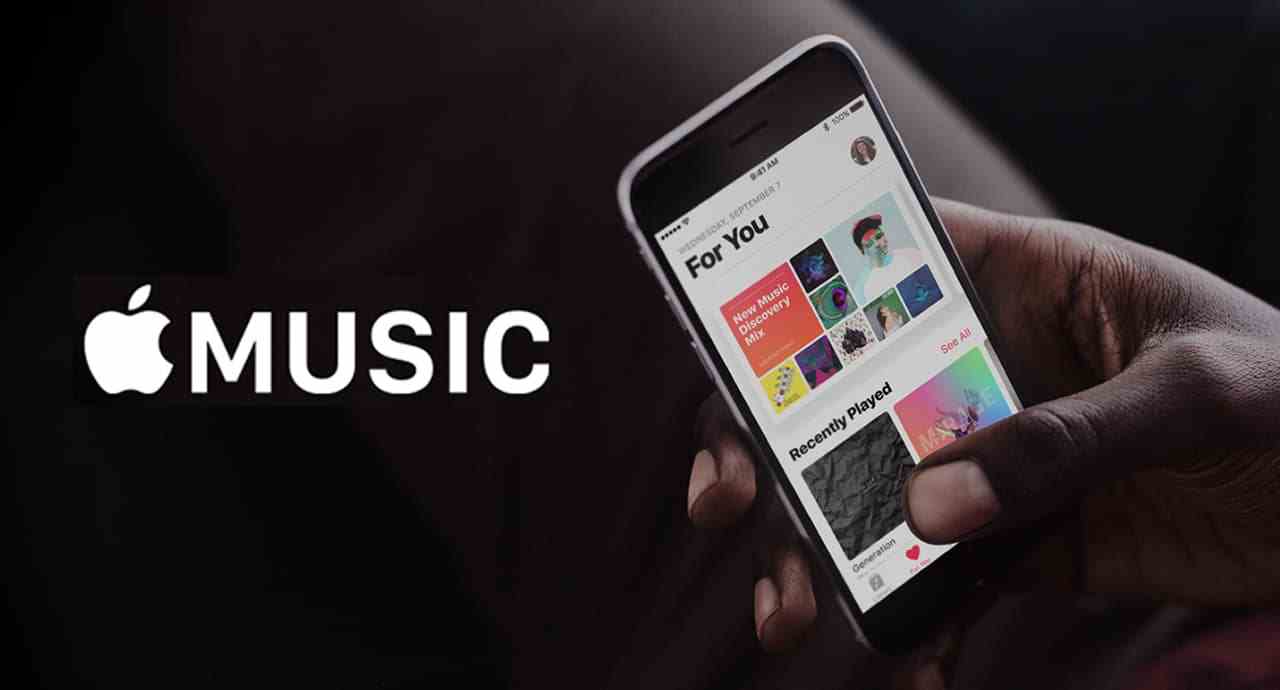 MUSIC
100%
9:41 AM
WEDNESDAY, SEPTEMBER 7
For You
New Music
Discovery
Mix
See All
Recently Played
Generation
For You